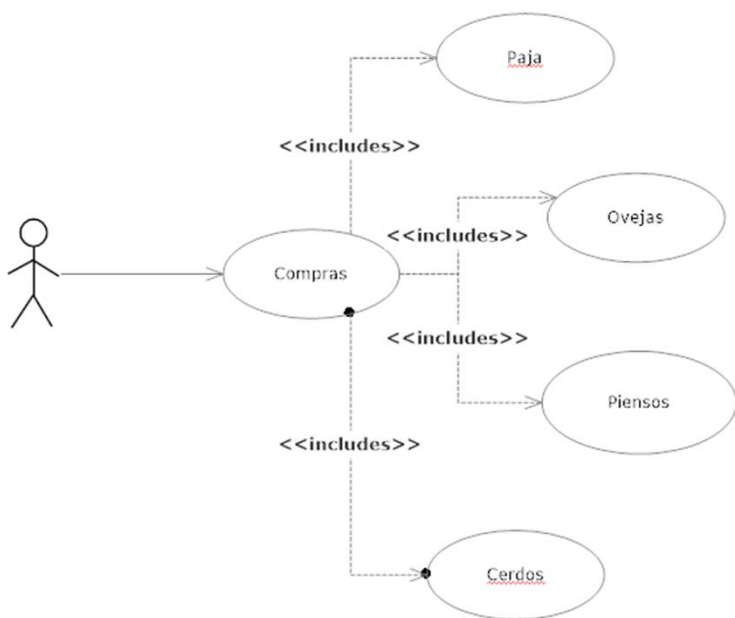 Paja
<<includes>>
Ovejas
<<includes>>
Compras
<<includes>>
Piensos
<<includes>>
Cerdos